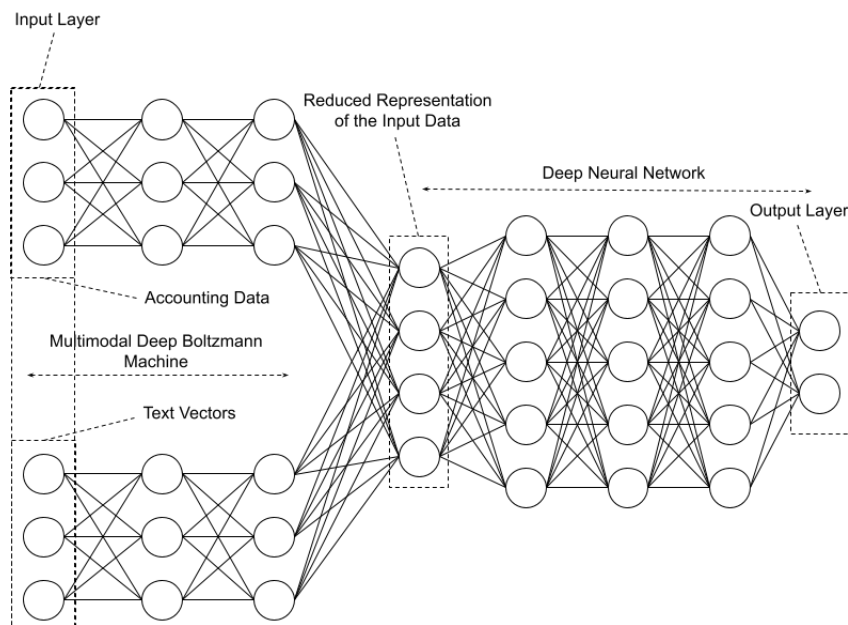 Input Layer
Reduced Representation
of the Input Data
Deep Neural Network
Output Layer
Accounting Data
Multimodal Deep Boltzmann
Machine
Text Vectors